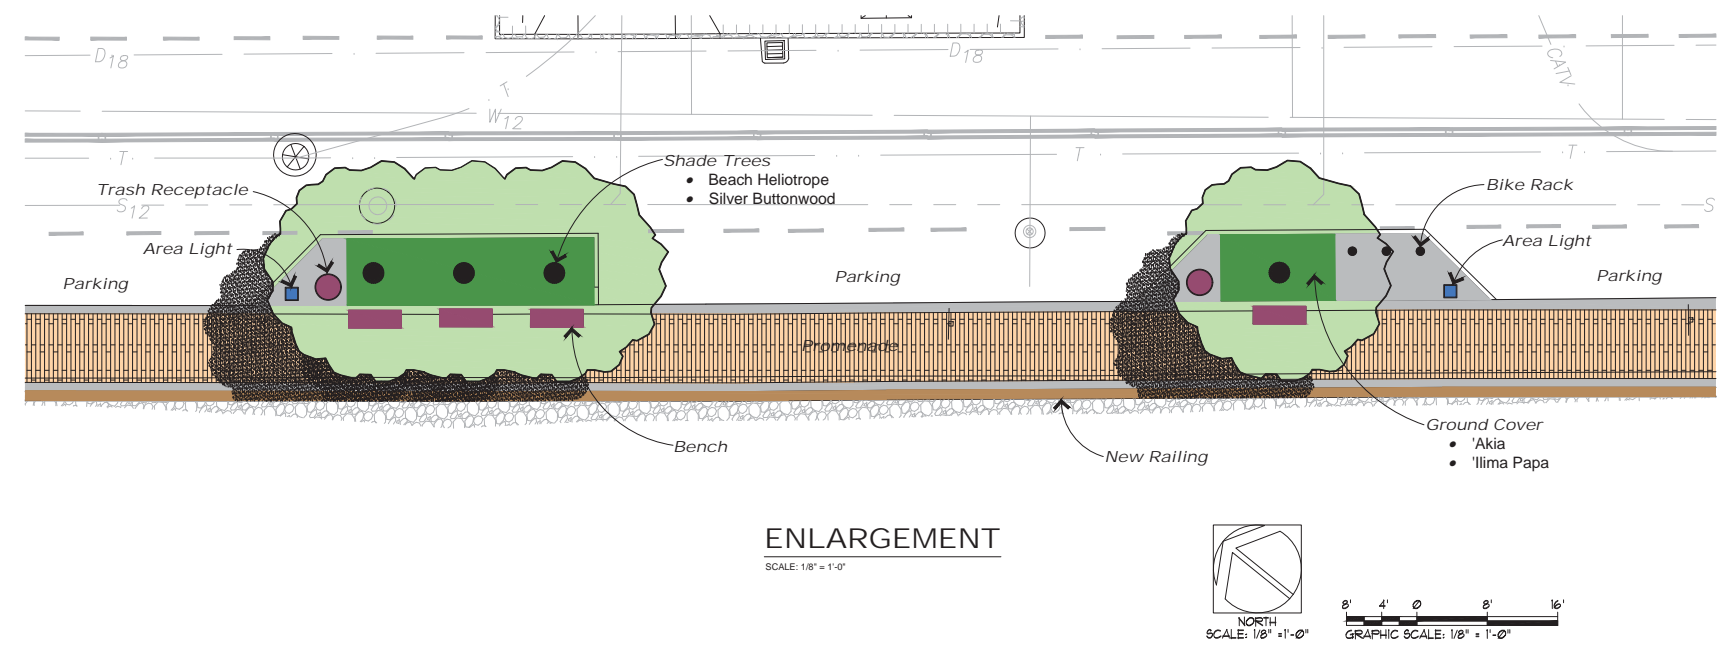 D18
D18
CATV
T
W12
T
T
T
Shade Trees
• Beach Heliotrope
• Silver Buttonwood
Trash Receptacle
Bike Rack
S12
S
Area Light
Area Light
Parking
Parking
Parking
Promenade
Ground Cover
• 'Akia
• 'Ilima Papa
Bench
New Railing
ENLARGEMENT
SCALE: 1/8" = 1'-0"
8' 4' 0 8' 16'
NORTH
SCALE: 1/8" =1'-0"
GRAPHIC SCALE: 1/8" = 1'-0"